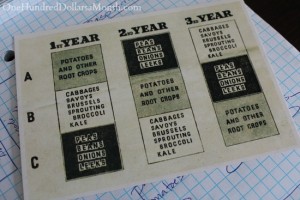 OneHundredDollarsaMonth.com
1st YEAR
2nd YEAR
3rd YEAR
A
POTATOES
AND OTHER
ROOT CROPS
PEAS
BEANS
ONIONS
LEEKS
CABBAGES
SAVOYS
BRUSSELS
SPROUTING
BROCCOLI
KALE
B
CABBAGES
SAVOYS
BRUSSELS
SPROUTING
BROCCOLI
KALE
POTATOES
AND OTHER
ROOT CROPS
PEAS
BEANS
ONIONS
LEEKS
C
PEAS
BEANS
ONIONS
LEEKS
CABBAGES
SAVOYS
BRUSSELS
SPROUTING
BROCCOLI
KALE
POTATOES
AND OTHER
ROOT CROPS